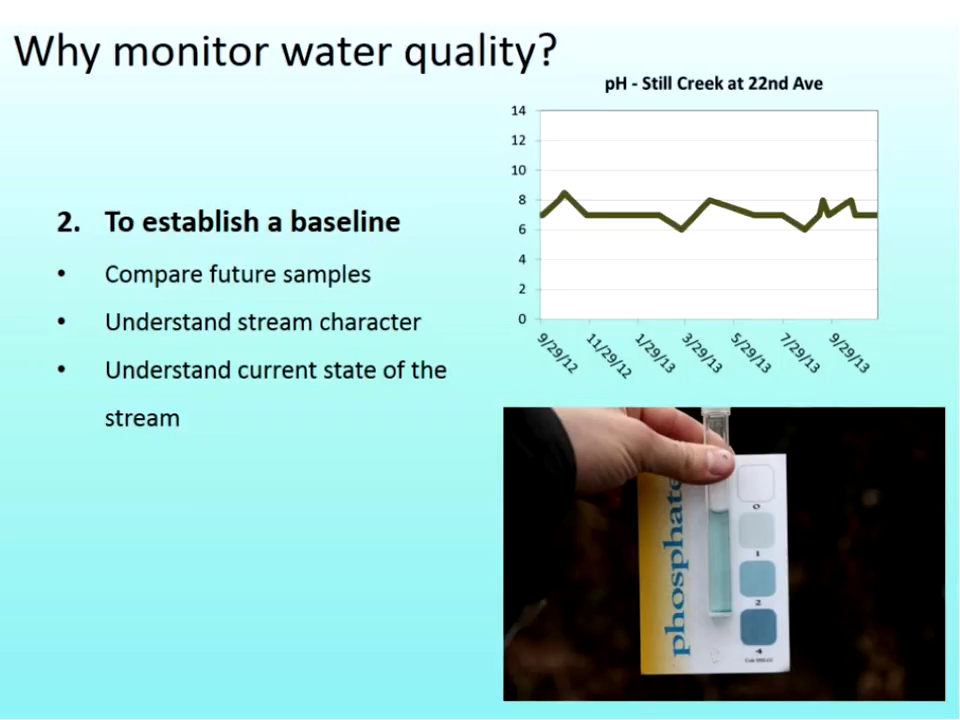 Why monitor water quality?
pH - Still Creek at 22nd Ave
14
12
10
8
6
4
2
0
9/29/12
11/29/12
1/29/13
3/29/13
5/29/13
7/29/13
9/29/13
2. To establish a baseline
• Compare future samples
• Understand stream character
• Understand current state of the
stream
phosphate
0
1
2
4